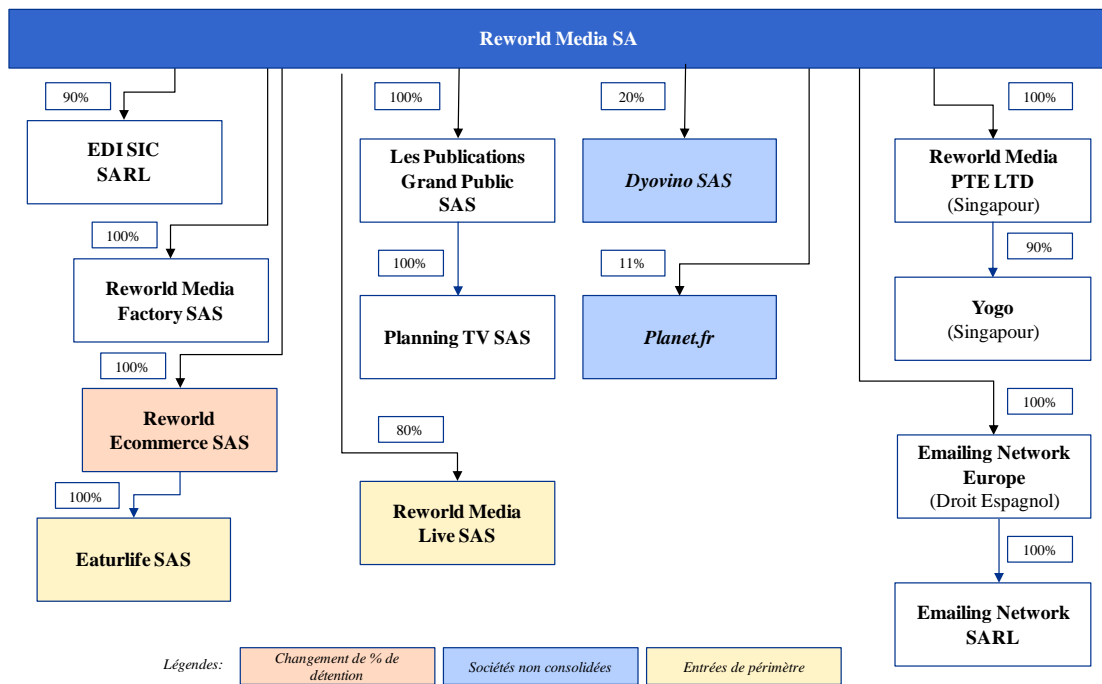 Reworld Media SA
90%
100%
20%
100%
EDI SIC
SARL
Les Publications
Grand Public
SAS
Dyovino SAS
Reworld Media
PTE LTD
(Singapour)
100%
100%
11%
90%
Reworld Media
Factory SAS
Planning TV SAS
Planet.fr
Yogo
(Singapour)
100%
Reworld
Ecommerce SAS
80%
100%
Emailing Network
Europe
(Droit Espagnol)
100%
Reworld Media
Live SAS
Eaturlife SAS
100%
Emailing Network
SARL
Légendes:
Changement de % de
détention
Sociétés non consolidées
Entrées de périmètre